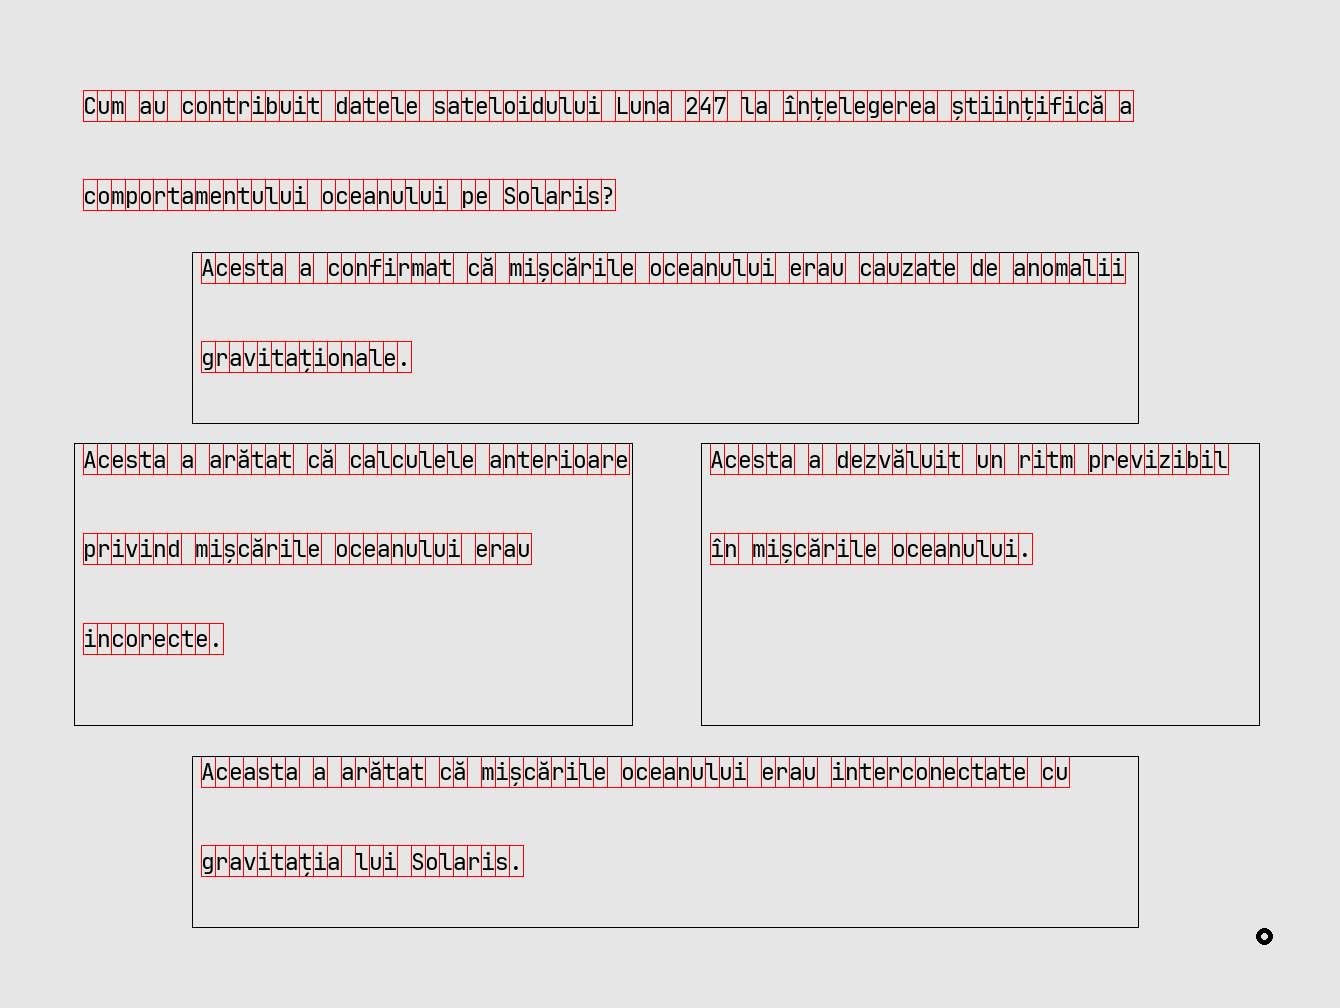 Cum au contribuit datele sateloidului Luna 247 la înțelegerea științifică a
comportamentului oceanului pe Solaris?
Acesta a confirmat că mișcările oceanului erau cauzate de anomalii
gravitaționale.
Acesta a arătat că calculele anterioare
privind mișcările oceanului erau
incorecte.
Acesta a dezvăluit un ritm previzibil
în mișcările oceanului.
Aceasta a arătat că mișcările oceanului erau interconectate cu
gravitația lui Solaris.